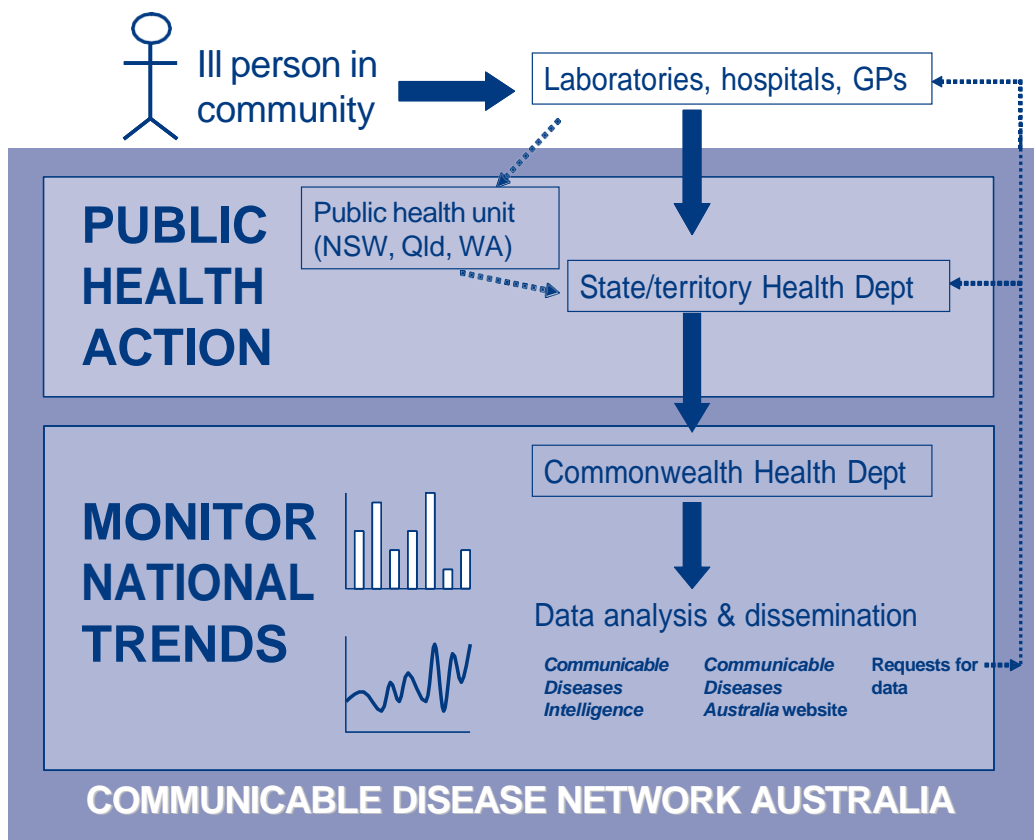 Ill person in
community
Laboratories, hospitals, GPs
PUBLIC
HEALTH
ACTION
Public health unit
(NSW, Qld, WA)
State/territory Health Dept
MONITOR
NATIONAL
TRENDS
Commonwealth Health Dept
Data analysis & dissemination
Communicable
Diseases
Intelligence
Communicable
Diseases
Australia website
Requests for
data
COMMUNICABLE DISEASE NETWORK AUSTRALIA